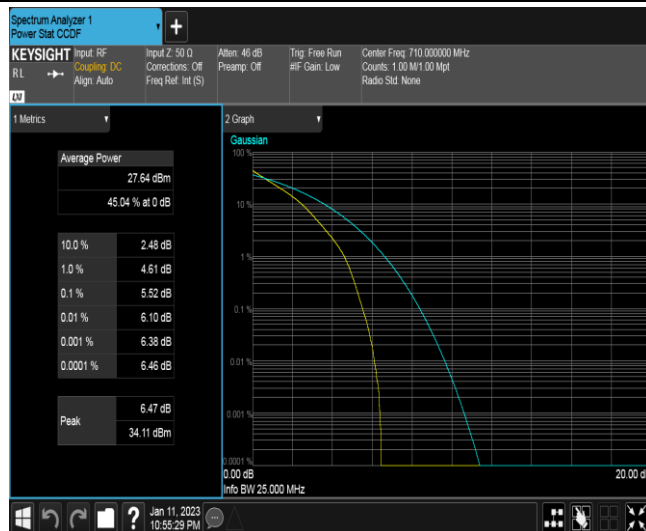 Spectrum Analyzer 1
Power Stat CCDF
+
KEYSIGHT
RL
Input: RF
Coupling: DC
Align: Auto
Input Z: 50 Ω
Corrections: Off
Freq Ref: Int (S)
Atten: 46 dB
Preamp: Off
Trig: Free Run
#IF Gain: Low
Center Freq: 710.000000 MHz
Counts: 1.00 M/1.00 Mpt
Radio Std: None
1 Metrics
Average Power
27.64 dBm
45.04 % at 0 dB
10.0 % 2.48 dB
1.0 % 4.61 dB
0.1 % 5.52 dB
0.01 % 6.10 dB
0.001 % 6.38 dB
0.0001 % 6.46 dB
Peak
6.47 dB
34.11 dBm
2 Graph
Gaussian
100 %
10 %
1 %
0.1 %
0.01 %
0.001 %
0.0001 %
0.00 dB
20.00 d
Info BW 25.000 MHz
?
Jan 11, 2023
10:55:29 PM